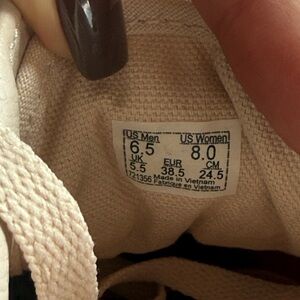 US Men US Women
6.5 8.0
UK EUR CM
5.5 38.5 24.5
721356 Made in Vietnam
Fabriqué en Vietnam